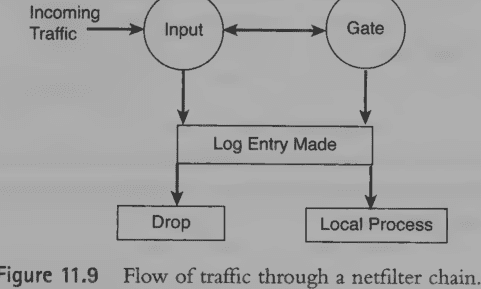 Incoming
Traffic
Input
Gate
Log Entry Made
Drop
Local Process
Figure 11.9 Flow of traffic through a netfilter chain.